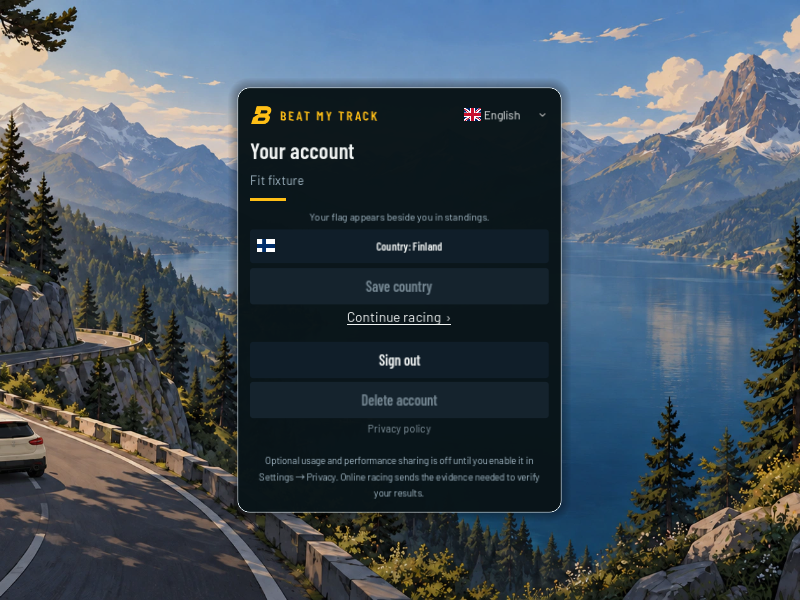 BEAT MY TRACK
English
Your account
Fit fixture
Your flag appears beside you in standings.
Country: Finland
Save country
Continue racing ›
Sign out
Delete account
Privacy policy
Optional usage and performance sharing is off until you enable it in
Settings → Privacy. Online racing sends the evidence needed to verify
your results.